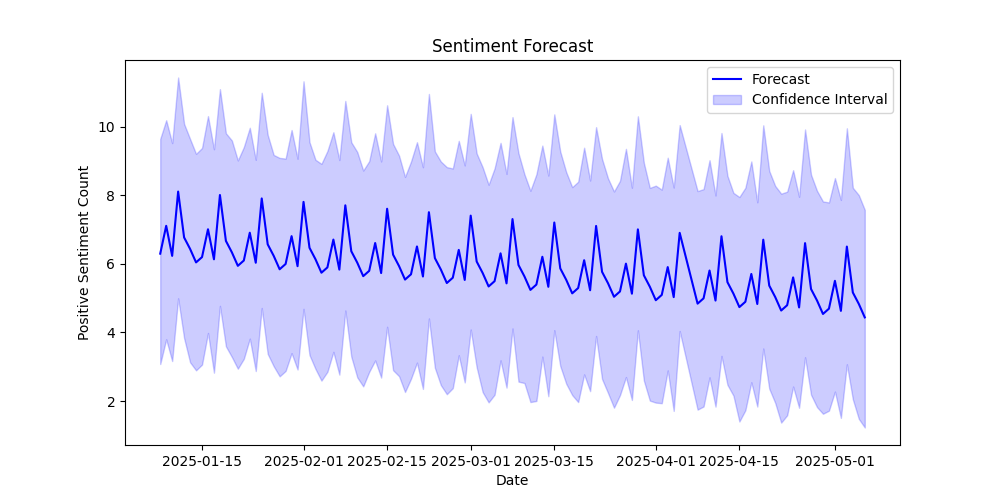 Sentiment Forecast
Forecast
Confidence Interval
Positive Sentiment Count
10
8
6
4
2
2025-01-15
2025-02-01
2025-02-15
2025-03-01
2025-03-15
2025-04-01
2025-04-15
2025-05-01
Date